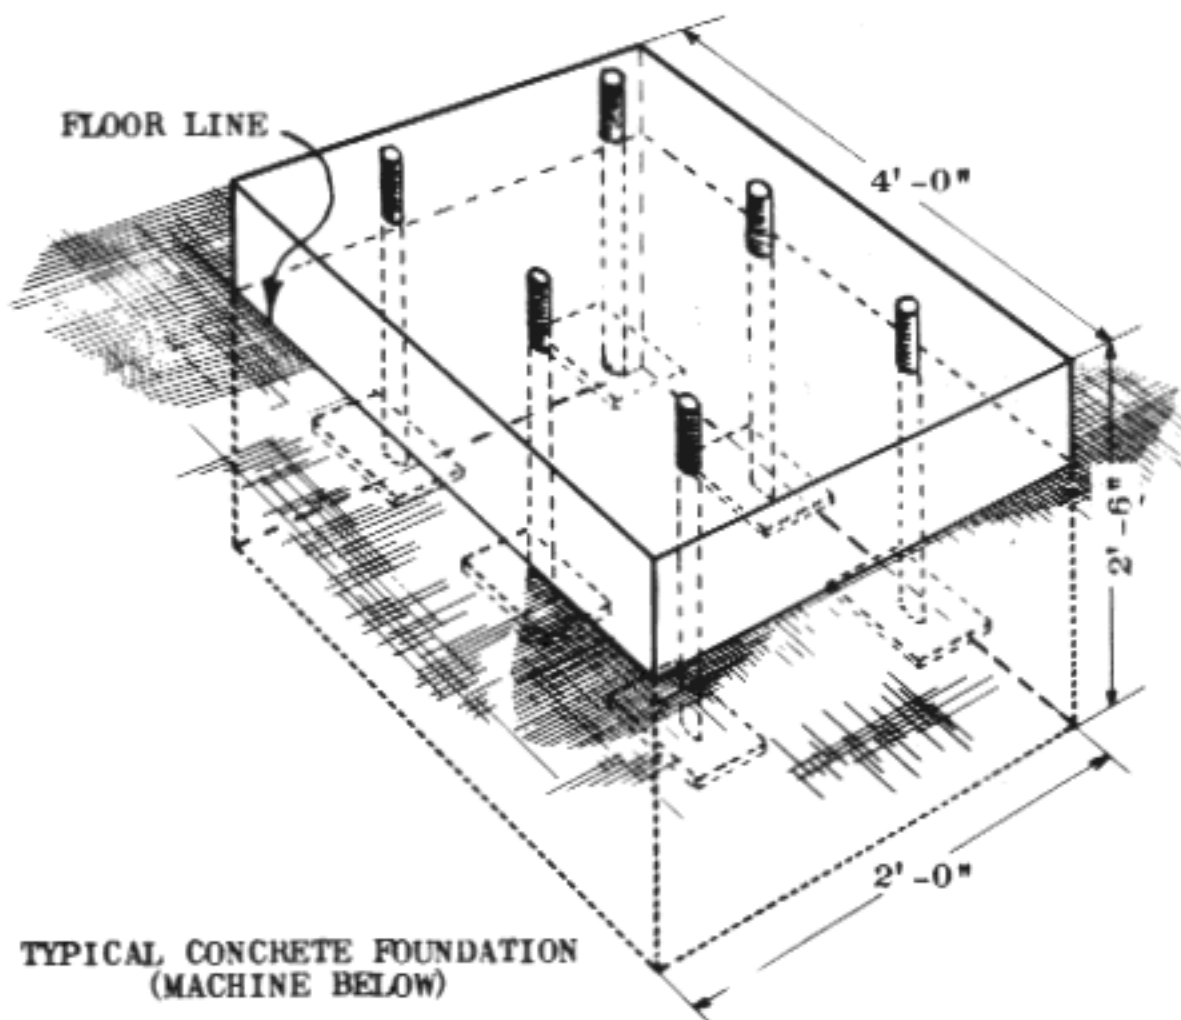 FLOOR LINE
4'-0"
2'-6"
2'-0"
TYPICAL CONCRETE FOUNDATION
(MACHINE BELOW)